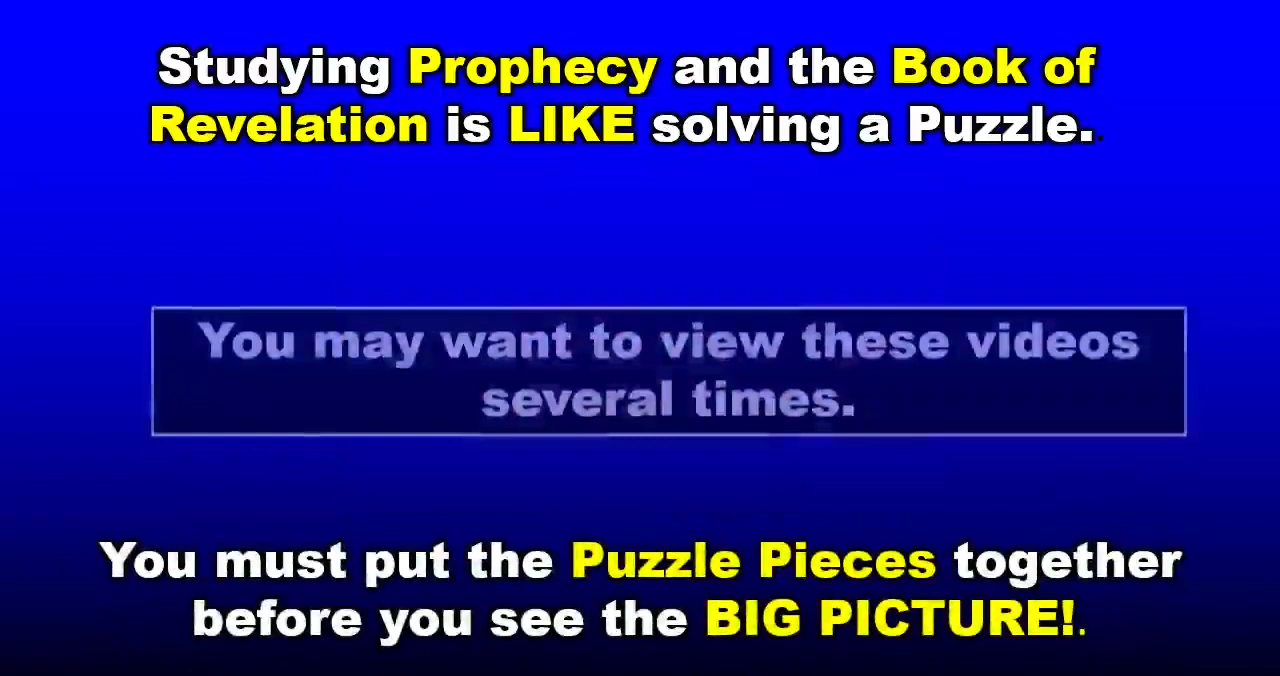 Studying Prophecy and the Book of
Revelation is LIKE solving a Puzzle..
You may want to view these videos
several times.
You must put the Puzzle Pieces together
before you see the BIG PICTURE!.